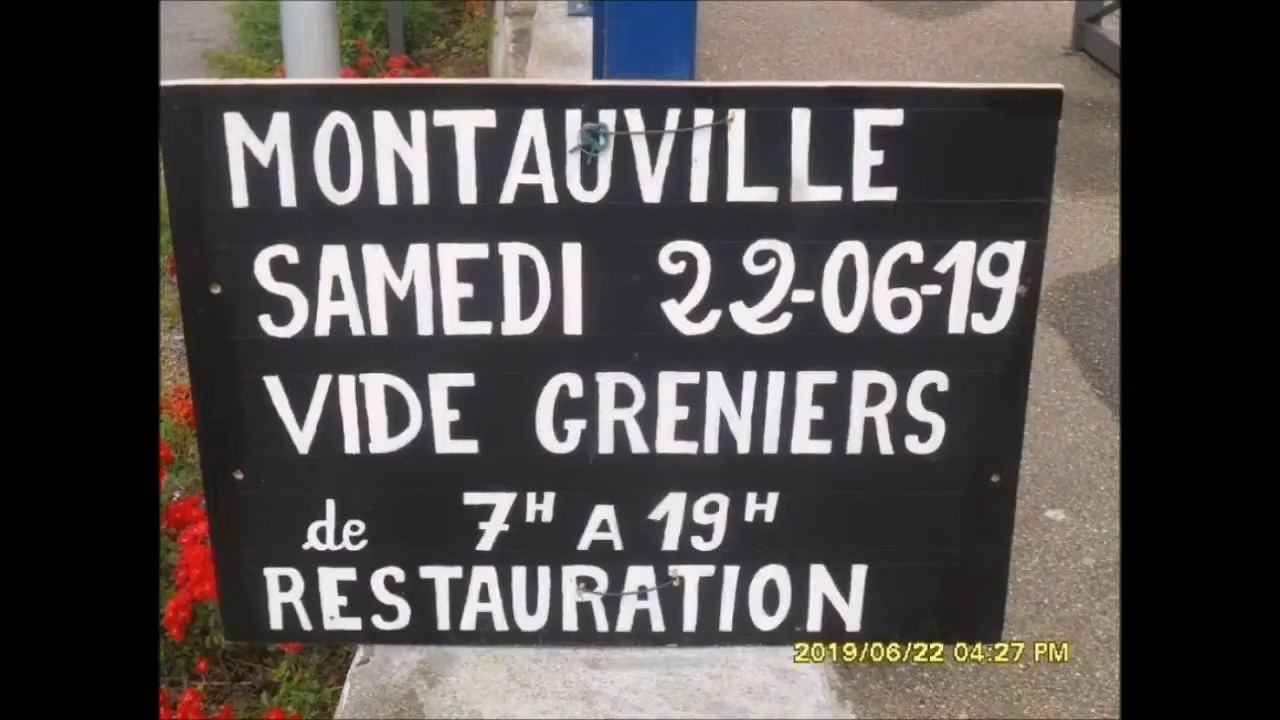 MONTAUVILLE
SAMEDI 22-06-19
VIDE GRENIERS
de 7H A 19H
RESTAURATION
2019/06/22 04:27 PM